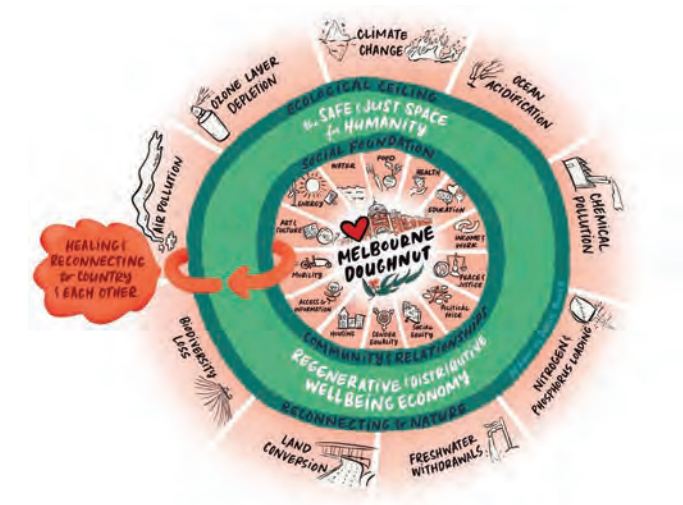 CLIMATE
CHANGE
OCEAN
ACIDIFICATION
CHEMICAL
POLLUTION
NITROGEN &
PHOSPHORUS LOADING
FRESHWATER
WITHDRAWALS
LAND
CONVERSION
BIODIVERSITY
LOSS
AIR POLLUTION
OZONE LAYER
DEPLETION
ECOLOGICAL CEILING
the SAFE & JUST SPACE
for HUMANITY
SOCIAL FOUNDATION
WATER
FOOD
HEALTH
EDUCATION
INCOME &
WORK
PEACE &
JUSTICE
POLITICAL
VOICE
SOCIAL
EQUITY
GENDER
EQUALITY
HOUSING
ACCESS to
INFORMATION
MOBILITY
ART &
CULTURE
ENERGY
MELBOURNE
DOUGHNUT
HEALING &
RECONNECTING
to COUNTRY
& EACH OTHER
COMMUNITY & RELATIONSHIPS
REGENERATIVE & DISTRIBUTIVE
WELLBEING ECONOMY
RECONNECTING to NATURE